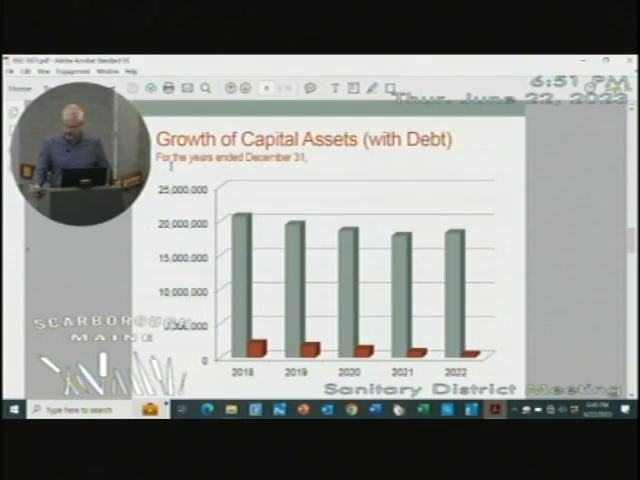 6:51 PM
Thur, June 22, 2023
Home
Growth of Capital Assets (with Debt)
For the years ended December 31,
25,000,000
20,000,000
15,000,000
10,000,000
0
2018 2019 2020 2021 2022
SCARBOROUGH
MAINE
Sanitary District Meeting
Type here to search